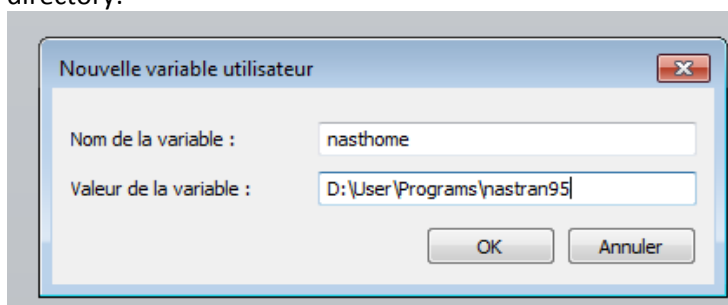 directory.
Nouvelle variable utilisateur
Nom de la variable : nasthome
Valeur de la variable : D:\User\Programs\nastran95
OK Annuler